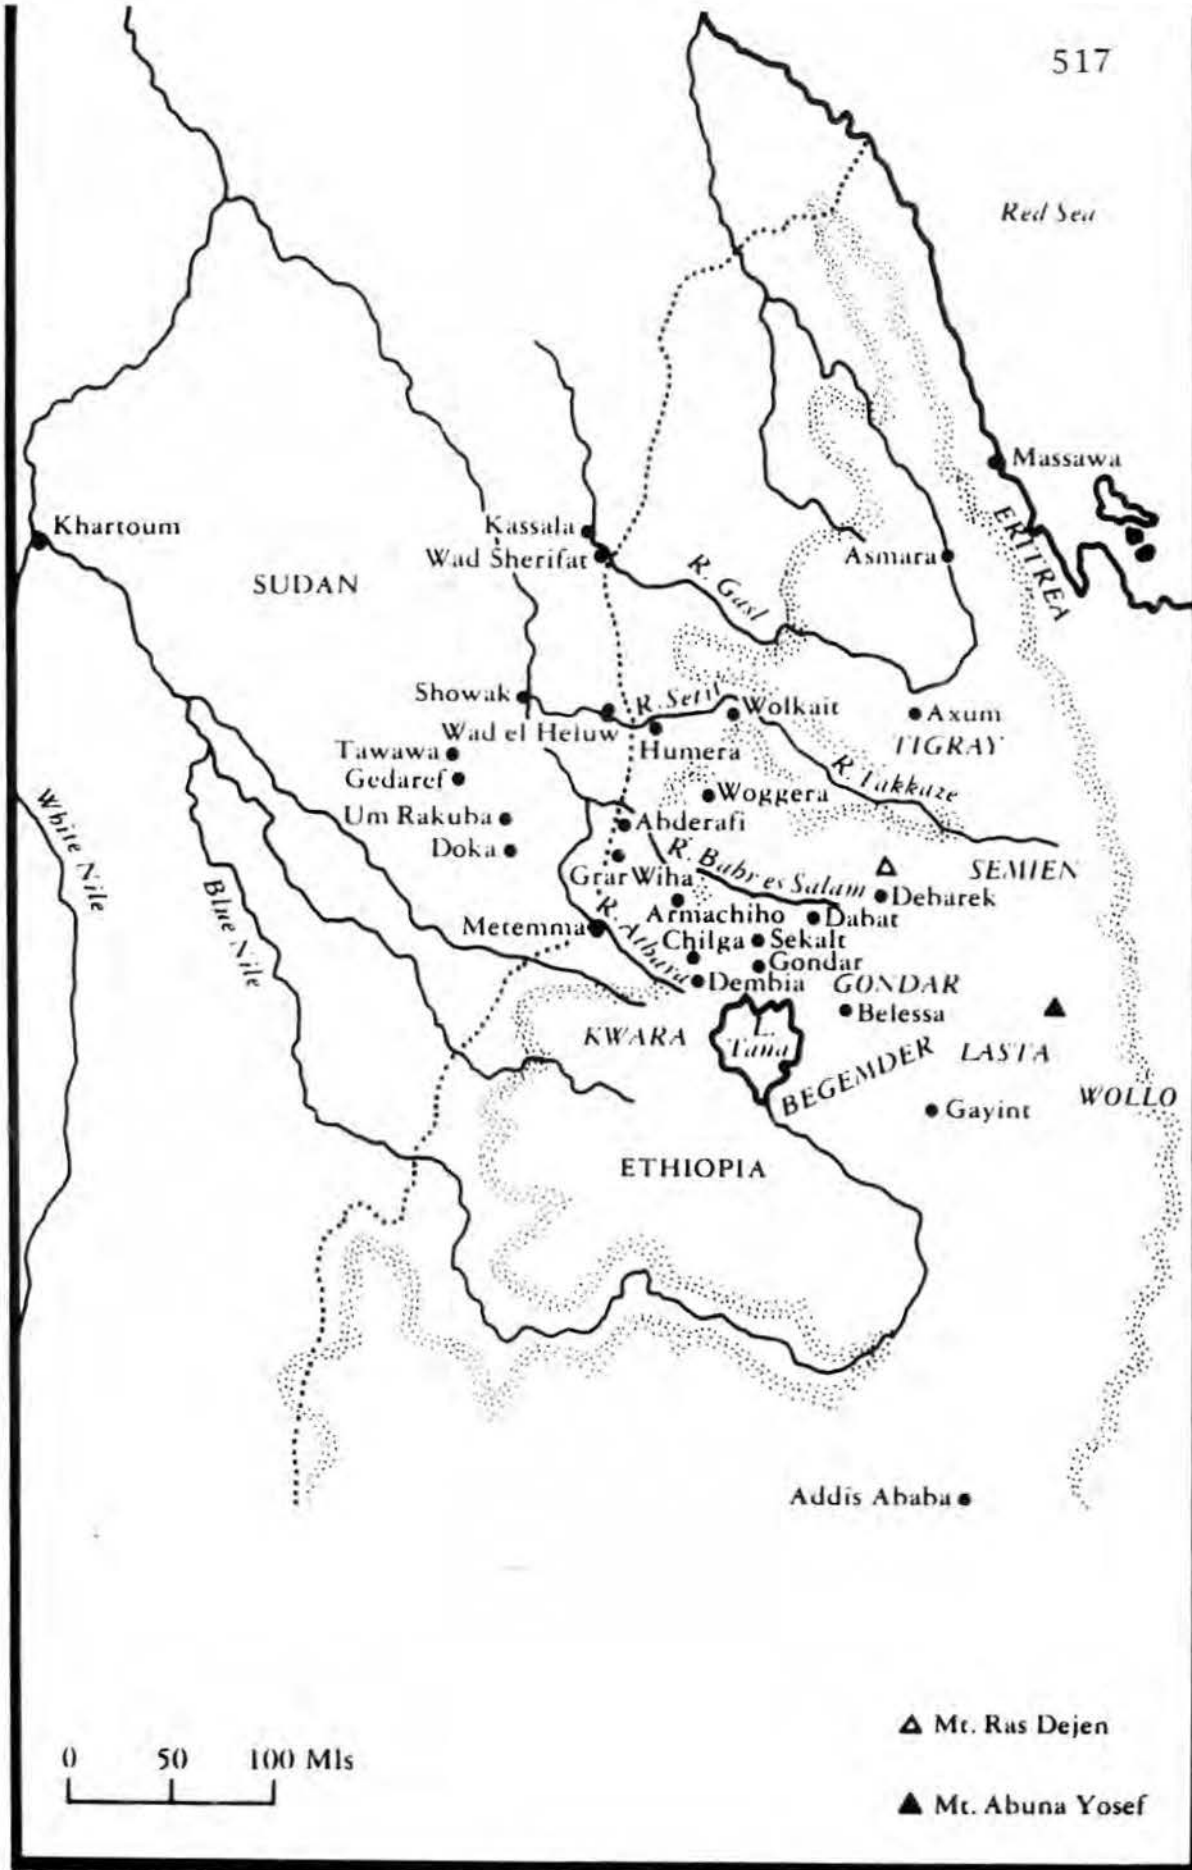 517
Red Sea
Massawa
Khartoum
Kassala
Wad Sherifat
Asmara
ERITREA
SUDAN
R. Gasl
Showak
R. Setit
Wolkait
Axum
Wad el Heluw
Humera
TIGRAY
Tawawa
Gedaref
R. Takkaze
Woggera
White Nile
Um Rakuba
Abderafi
Doka
R. Bahr es Salam
SEMIEN
Grar Wiha
Debarek
Blue Nile
Armachiho
Dabat
Metemma
R. Atbara
Chilga
Sekalt
Gondar
Dembia
GONDAR
Belessa
KWARA
L.
Tana
BEGEMDER
LASTA
WOLLO
Gayint
ETHIOPIA
Addis Ababa
Mt. Ras Dejen
0 50 100 Mls
Mt. Abuna Yosef